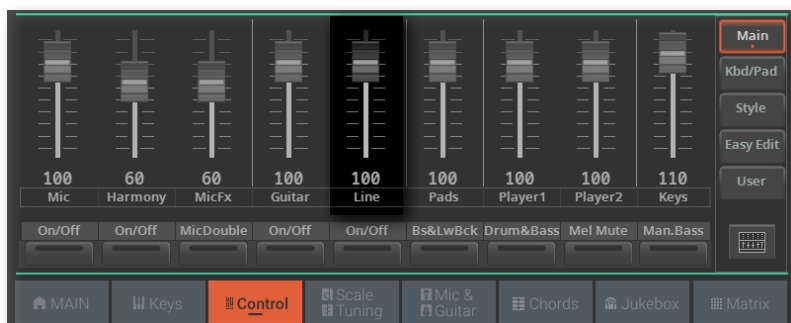 Main
Kbd/Pad
Style
Easy Edit
User
100 60 60 100 100 100 100 100 110
Mic Harmony MicFx Guitar Line Pads Player1 Player2 Keys
On/Off On/Off MicDouble On/Off On/Off Bs&LwBck Drum&Bass Mel Mute Man.Bass
MAIN Keys Control Scale Tuning Mic & Guitar Chords Jukebox Matrix